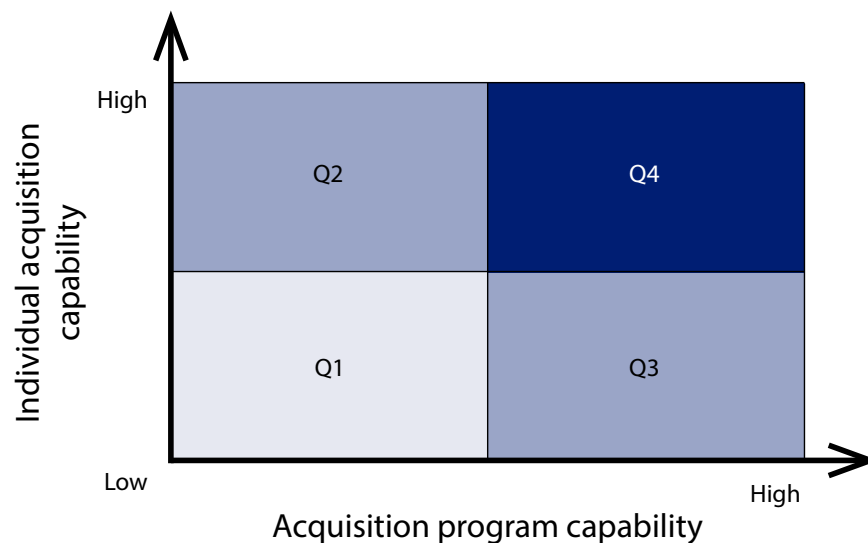 High
Individual acquisition
capability
Q2
Q4
Q1
Q3
Low
High
Acquisition program capability